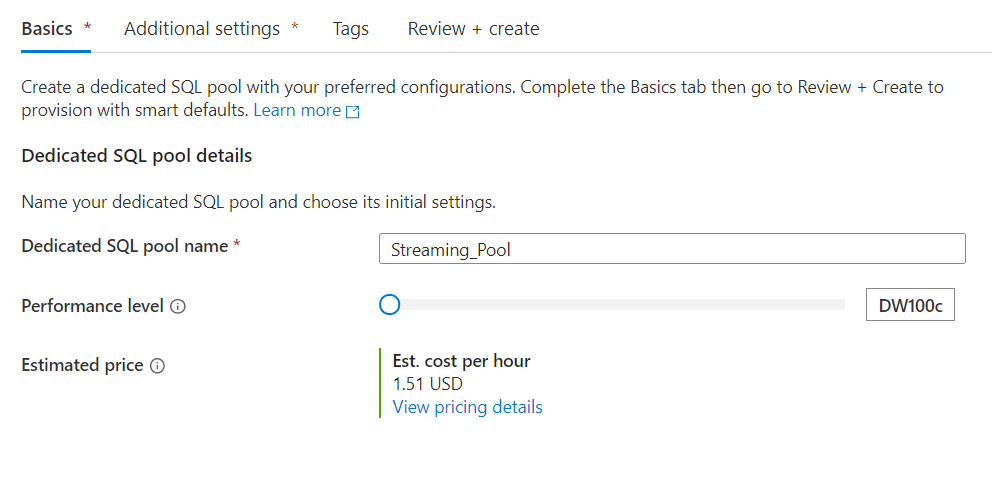 Basics *
Additional settings *
Tags
Review + create
Create a dedicated SQL pool with your preferred configurations. Complete the Basics tab then go to Review + Create to
provision with smart defaults. Learn more
Dedicated SQL pool details
Name your dedicated SQL pool and choose its initial settings.
Dedicated SQL pool name *
Streaming_Pool
Performance level
DW100c
Estimated price
Est. cost per hour
1.51 USD
View pricing details